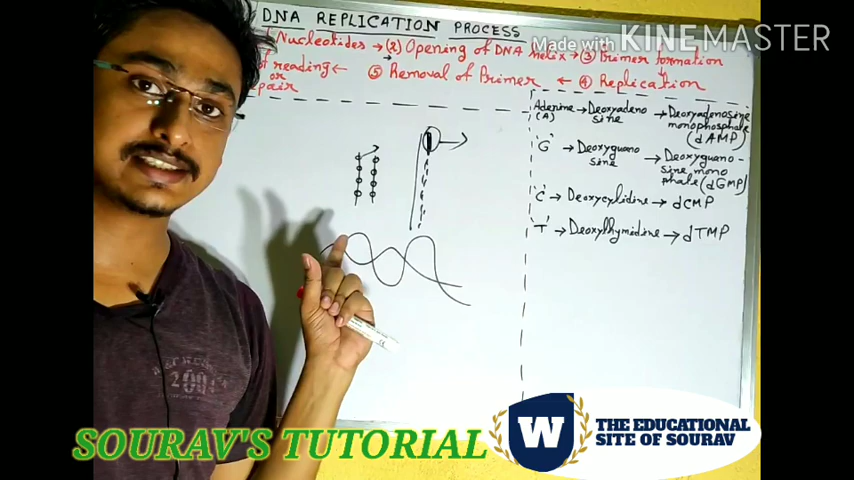 DNA REPLICATION PROCESS
Made with KINEMASTER
Nucleotides → (2) Opening of DNA helix → (3) Primer formation
of reading ← (5) Removal of Primer ← (4) Replication
or
pair
Adenine (A) → Deoxyadenosine → Deoxyadenosine monophosphate (dAMP)
'G' → Deoxyguanosine → Deoxyguanosine mono phate (dGMP)
'C' → Deoxycytidine → dCMP
'T' → Deoxythymidine → dTMP
SOURAV'S TUTORIAL
W
THE EDUCATIONAL
SITE OF SOURAV